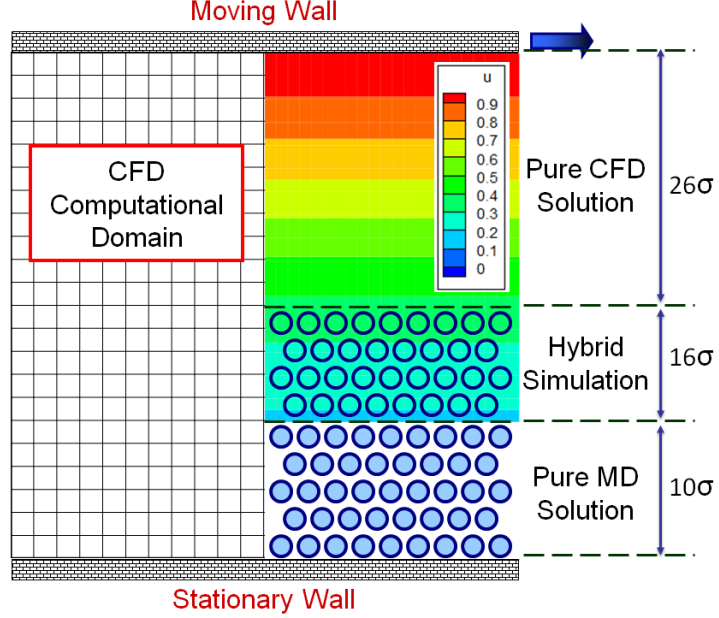 Moving Wall
u
0.9
0.8
0.7
0.6
0.5
0.4
0.3
0.2
0.1
0
CFD
Computational
Domain
Pure CFD
Solution
26σ
Hybrid
Simulation
16σ
Pure MD
Solution
10σ
Stationary Wall